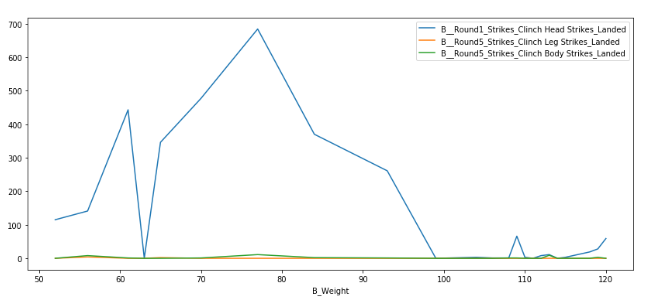 700
600
500
400
300
200
100
0
B__Round1_Strikes_Clinch Head Strikes_Landed
B__Round5_Strikes_Clinch Leg Strikes_Landed
B__Round5_Strikes_Clinch Body Strikes_Landed
50 60 70 80 90 100 110 120
B_Weight